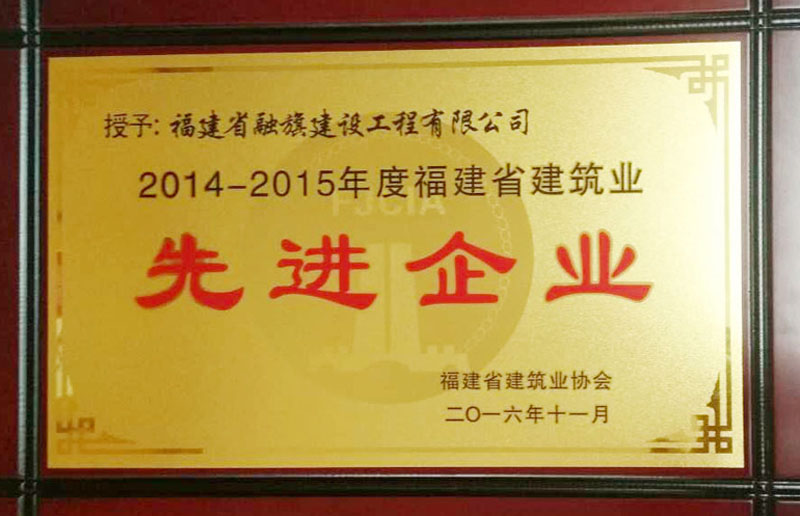 授予: 福建省融旗建设工程有限公司
2014-2015年度福建省建筑业
FJCIA
先进企业
福建省建筑业协会
二〇一六年十一月